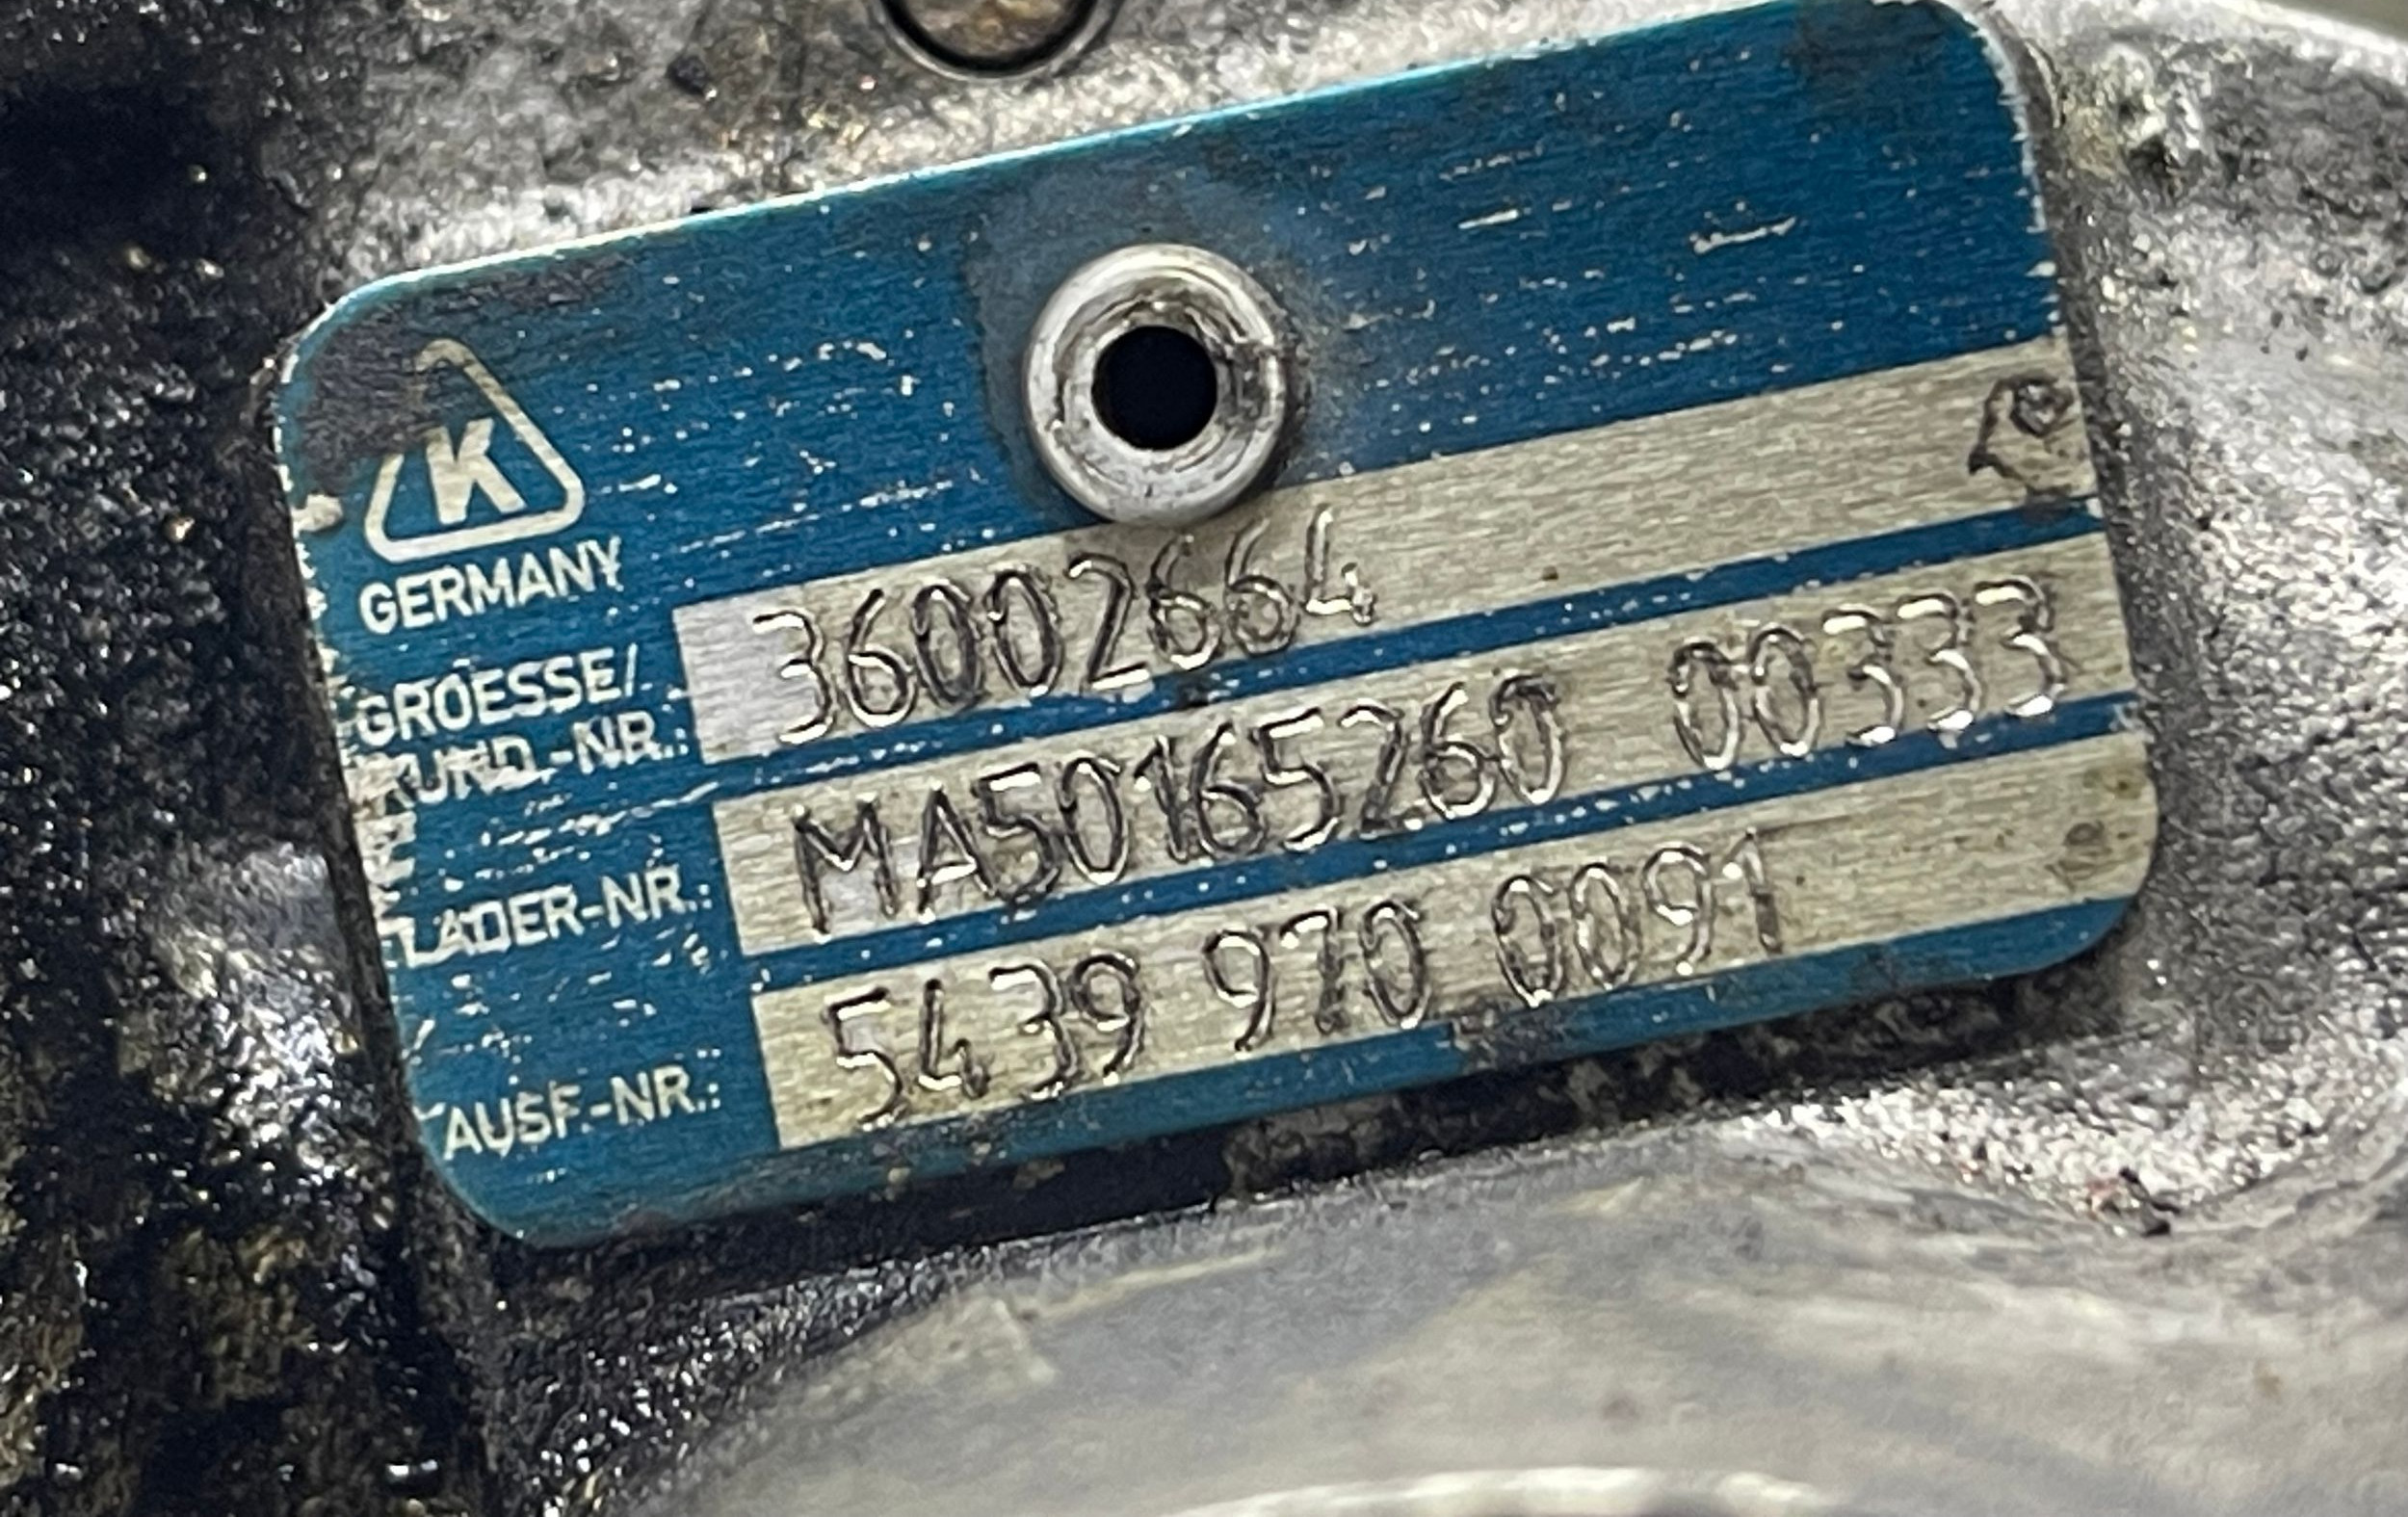 K
GERMANY
GROESSE/
KUND.-NR.: 36002664
LADER-NR.: MA50165260 00333
AUSF.-NR.: 5439 970 0091